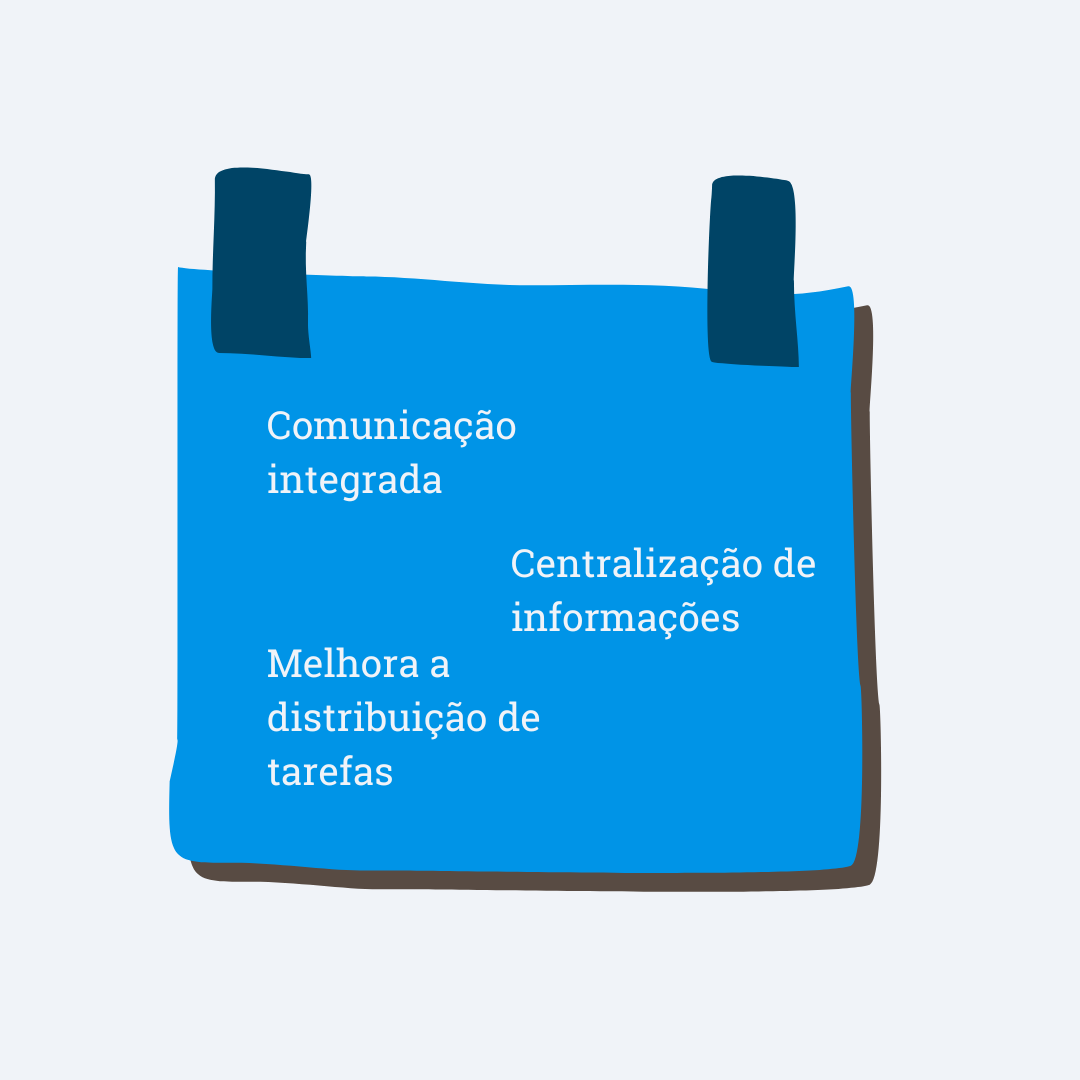 Comunicação
integrada
Centralização de
informações
Melhora a
distribuição de
tarefas